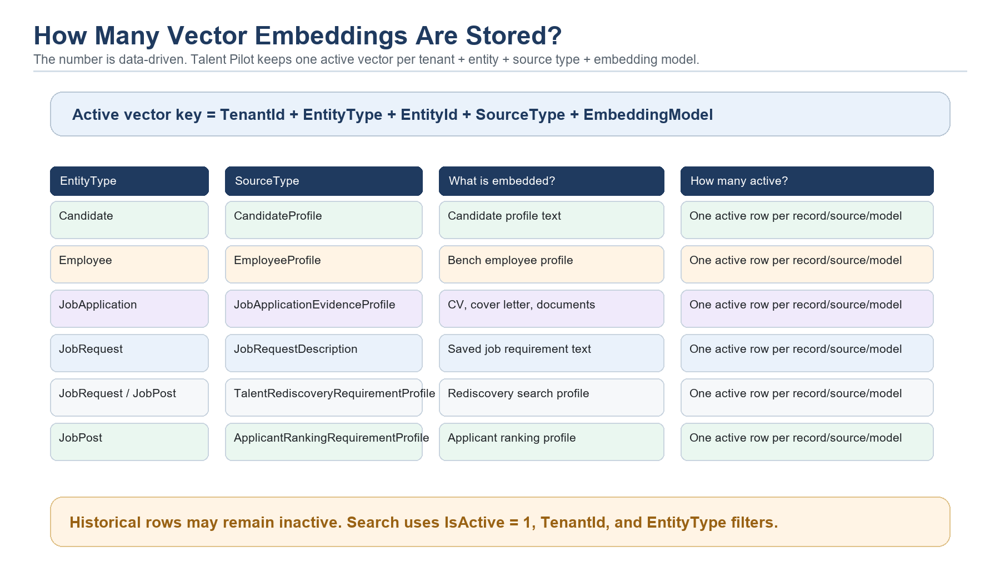 How Many Vector Embeddings Are Stored?
The number is data-driven. Talent Pilot keeps one active vector per tenant + entity + source type + embedding model.
Active vector key = TenantId + EntityType + EntityId + SourceType + EmbeddingModel
EntityType SourceType What is embedded? How many active?
Candidate CandidateProfile Candidate profile text One active row per record/source/model
Employee EmployeeProfile Bench employee profile One active row per record/source/model
JobApplication JobApplicationEvidenceProfile CV, cover letter, documents One active row per record/source/model
JobRequest JobRequestDescription Saved job requirement text One active row per record/source/model
JobRequest / JobPost TalentRediscoveryRequirementProfile Rediscovery search profile One active row per record/source/model
JobPost ApplicantRankingRequirementProfile Applicant ranking profile One active row per record/source/model
Historical rows may remain inactive. Search uses IsActive = 1, TenantId, and EntityType filters.